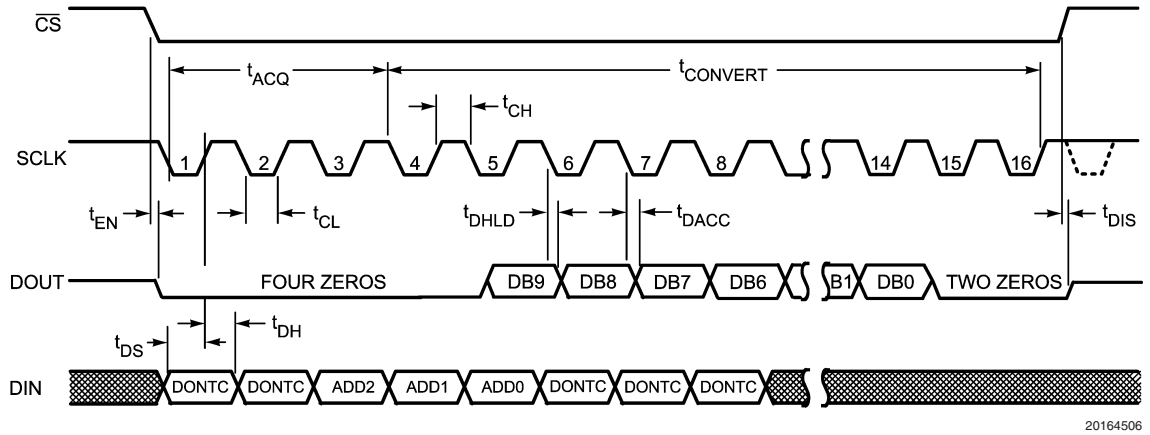 CS
tACQ
tCONVERT
tCH
SCLK
1 2 3 4 5 6 7 8 14 15 16
tEN
tCL
tDHLD
tDACC
tDIS
DOUT
FOUR ZEROS
DB9 DB8 DB7 DB6 B1 DB0
TWO ZEROS
tDH
tDS
DIN
DONTC DONTC ADD2 ADD1 ADD0 DONTC DONTC DONTC
20164506